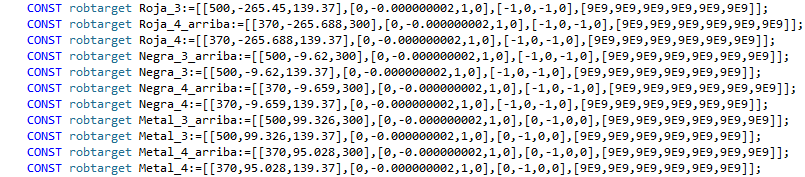 CONST robtarget Roja_3:=[[500,-265.45,139.37],[0,-0.000000002,1,0],[-1,0,-1,0],[9E9,9E9,9E9,9E9,9E9,9E9]];
CONST robtarget Roja_4_arriba:=[[370,-265.688,300],[0,-0.000000002,1,0],[-1,0,-1,0],[9E9,9E9,9E9,9E9,9E9,9E9]];
CONST robtarget Roja_4:=[[370,-265.688,139.37],[0,-0.000000002,1,0],[-1,0,-1,0],[9E9,9E9,9E9,9E9,9E9,9E9]];
CONST robtarget Negra_3_arriba:=[[500,-9.62,300],[0,-0.000000002,1,0],[-1,0,-1,0],[9E9,9E9,9E9,9E9,9E9,9E9]];
CONST robtarget Negra_3:=[[500,-9.62,139.37],[0,-0.000000002,1,0],[-1,0,-1,0],[9E9,9E9,9E9,9E9,9E9,9E9]];
CONST robtarget Negra_4_arriba:=[[370,-9.659,300],[0,-0.000000002,1,0],[-1,0,-1,0],[9E9,9E9,9E9,9E9,9E9,9E9]];
CONST robtarget Negra_4:=[[370,-9.659,139.37],[0,-0.000000002,1,0],[-1,0,-1,0],[9E9,9E9,9E9,9E9,9E9,9E9]];
CONST robtarget Metal_3_arriba:=[[500,99.326,300],[0,-0.000000002,1,0],[0,-1,0,0],[9E9,9E9,9E9,9E9,9E9,9E9]];
CONST robtarget Metal_3:=[[500,99.326,139.37],[0,-0.000000002,1,0],[0,-1,0,0],[9E9,9E9,9E9,9E9,9E9,9E9]];
CONST robtarget Metal_4_arriba:=[[370,95.028,300],[0,-0.000000002,1,0],[0,-1,0,0],[9E9,9E9,9E9,9E9,9E9,9E9]];
CONST robtarget Metal_4:=[[370,95.028,139.37],[0,-0.000000002,1,0],[0,-1,0,0],[9E9,9E9,9E9,9E9,9E9,9E9]];